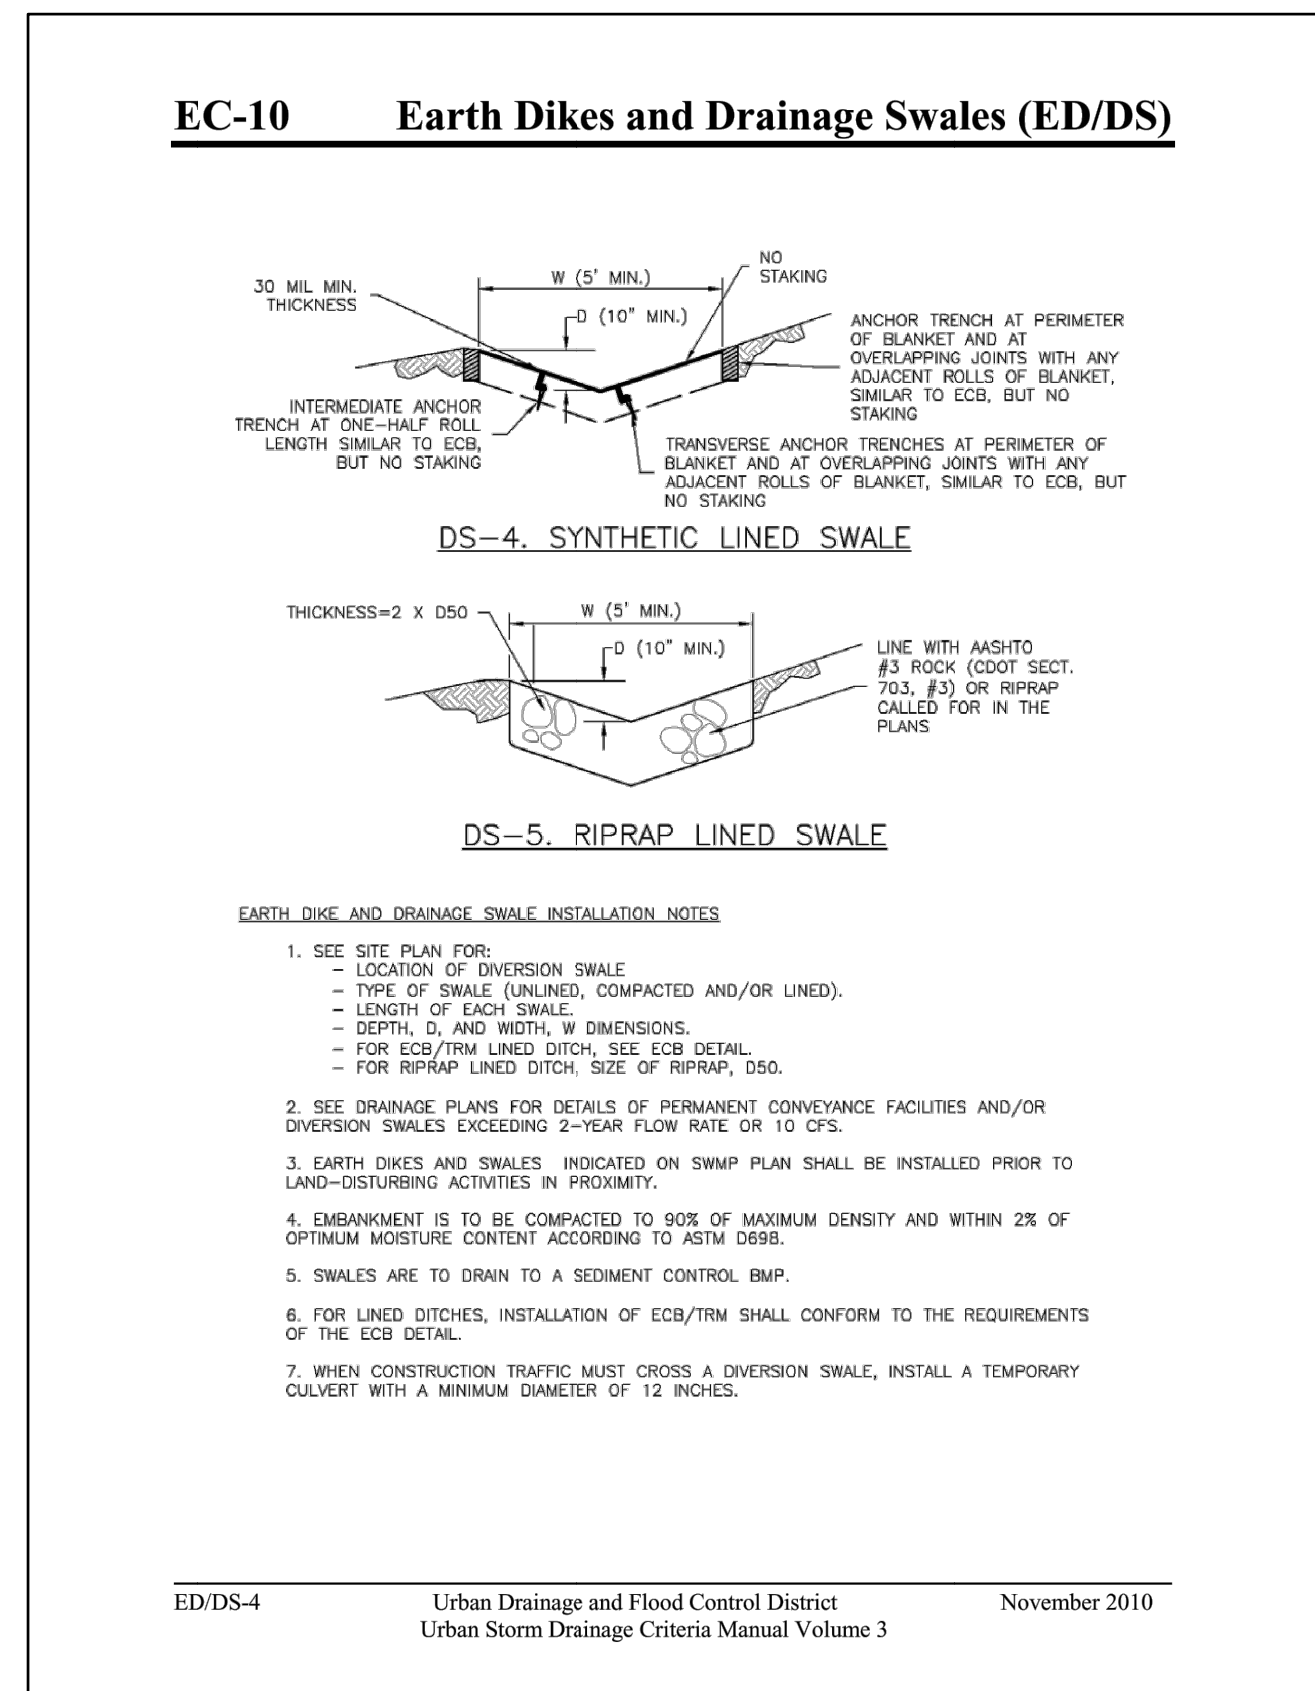 EC-10 Earth Dikes and Drainage Swales (ED/DS)
30 MIL MIN.
THICKNESS
W (5' MIN.)
D (10" MIN.)
NO
STAKING
ANCHOR TRENCH AT PERIMETER
OF BLANKET AND AT
OVERLAPPING JOINTS WITH ANY
ADJACENT ROLLS OF BLANKET,
SIMILAR TO ECB, BUT NO
STAKING
INTERMEDIATE ANCHOR
TRENCH AT ONE-HALF ROLL
LENGTH SIMILAR TO ECB,
BUT NO STAKING
TRANSVERSE ANCHOR TRENCHES AT PERIMETER OF
BLANKET AND AT OVERLAPPING JOINTS WITH ANY
ADJACENT ROLLS OF BLANKET, SIMILAR TO ECB, BUT
NO STAKING
DS-4. SYNTHETIC LINED SWALE
THICKNESS=2 X D50
W (5' MIN.)
D (10" MIN.)
LINE WITH AASHTO
#3 ROCK (CDOT SECT.
703, #3) OR RIPRAP
CALLED FOR IN THE
PLANS
DS-5. RIPRAP LINED SWALE
EARTH DIKE AND DRAINAGE SWALE INSTALLATION NOTES
1. SEE SITE PLAN FOR:
- LOCATION OF DIVERSION SWALE
- TYPE OF SWALE (UNLINED, COMPACTED AND/OR LINED).
- LENGTH OF EACH SWALE.
- DEPTH, D, AND WIDTH, W DIMENSIONS.
- FOR ECB/TRM LINED DITCH, SEE ECB DETAIL.
- FOR RIPRAP LINED DITCH, SIZE OF RIPRAP, D50.
2. SEE DRAINAGE PLANS FOR DETAILS OF PERMANENT CONVEYANCE FACILITIES AND/OR
DIVERSION SWALES EXCEEDING 2-YEAR FLOW RATE OR 10 CFS.
3. EARTH DIKES AND SWALES INDICATED ON SWMP PLAN SHALL BE INSTALLED PRIOR TO
LAND-DISTURBING ACTIVITIES IN PROXIMITY.
4. EMBANKMENT IS TO BE COMPACTED TO 90% OF MAXIMUM DENSITY AND WITHIN 2% OF
OPTIMUM MOISTURE CONTENT ACCORDING TO ASTM D698.
5. SWALES ARE TO DRAIN TO A SEDIMENT CONTROL BMP.
6. FOR LINED DITCHES, INSTALLATION OF ECB/TRM SHALL CONFORM TO THE REQUIREMENTS
OF THE ECB DETAIL.
7. WHEN CONSTRUCTION TRAFFIC MUST CROSS A DIVERSION SWALE, INSTALL A TEMPORARY
CULVERT WITH A MINIMUM DIAMETER OF 12 INCHES.
ED/DS-4 Urban Drainage and Flood Control District November 2010
Urban Storm Drainage Criteria Manual Volume 3